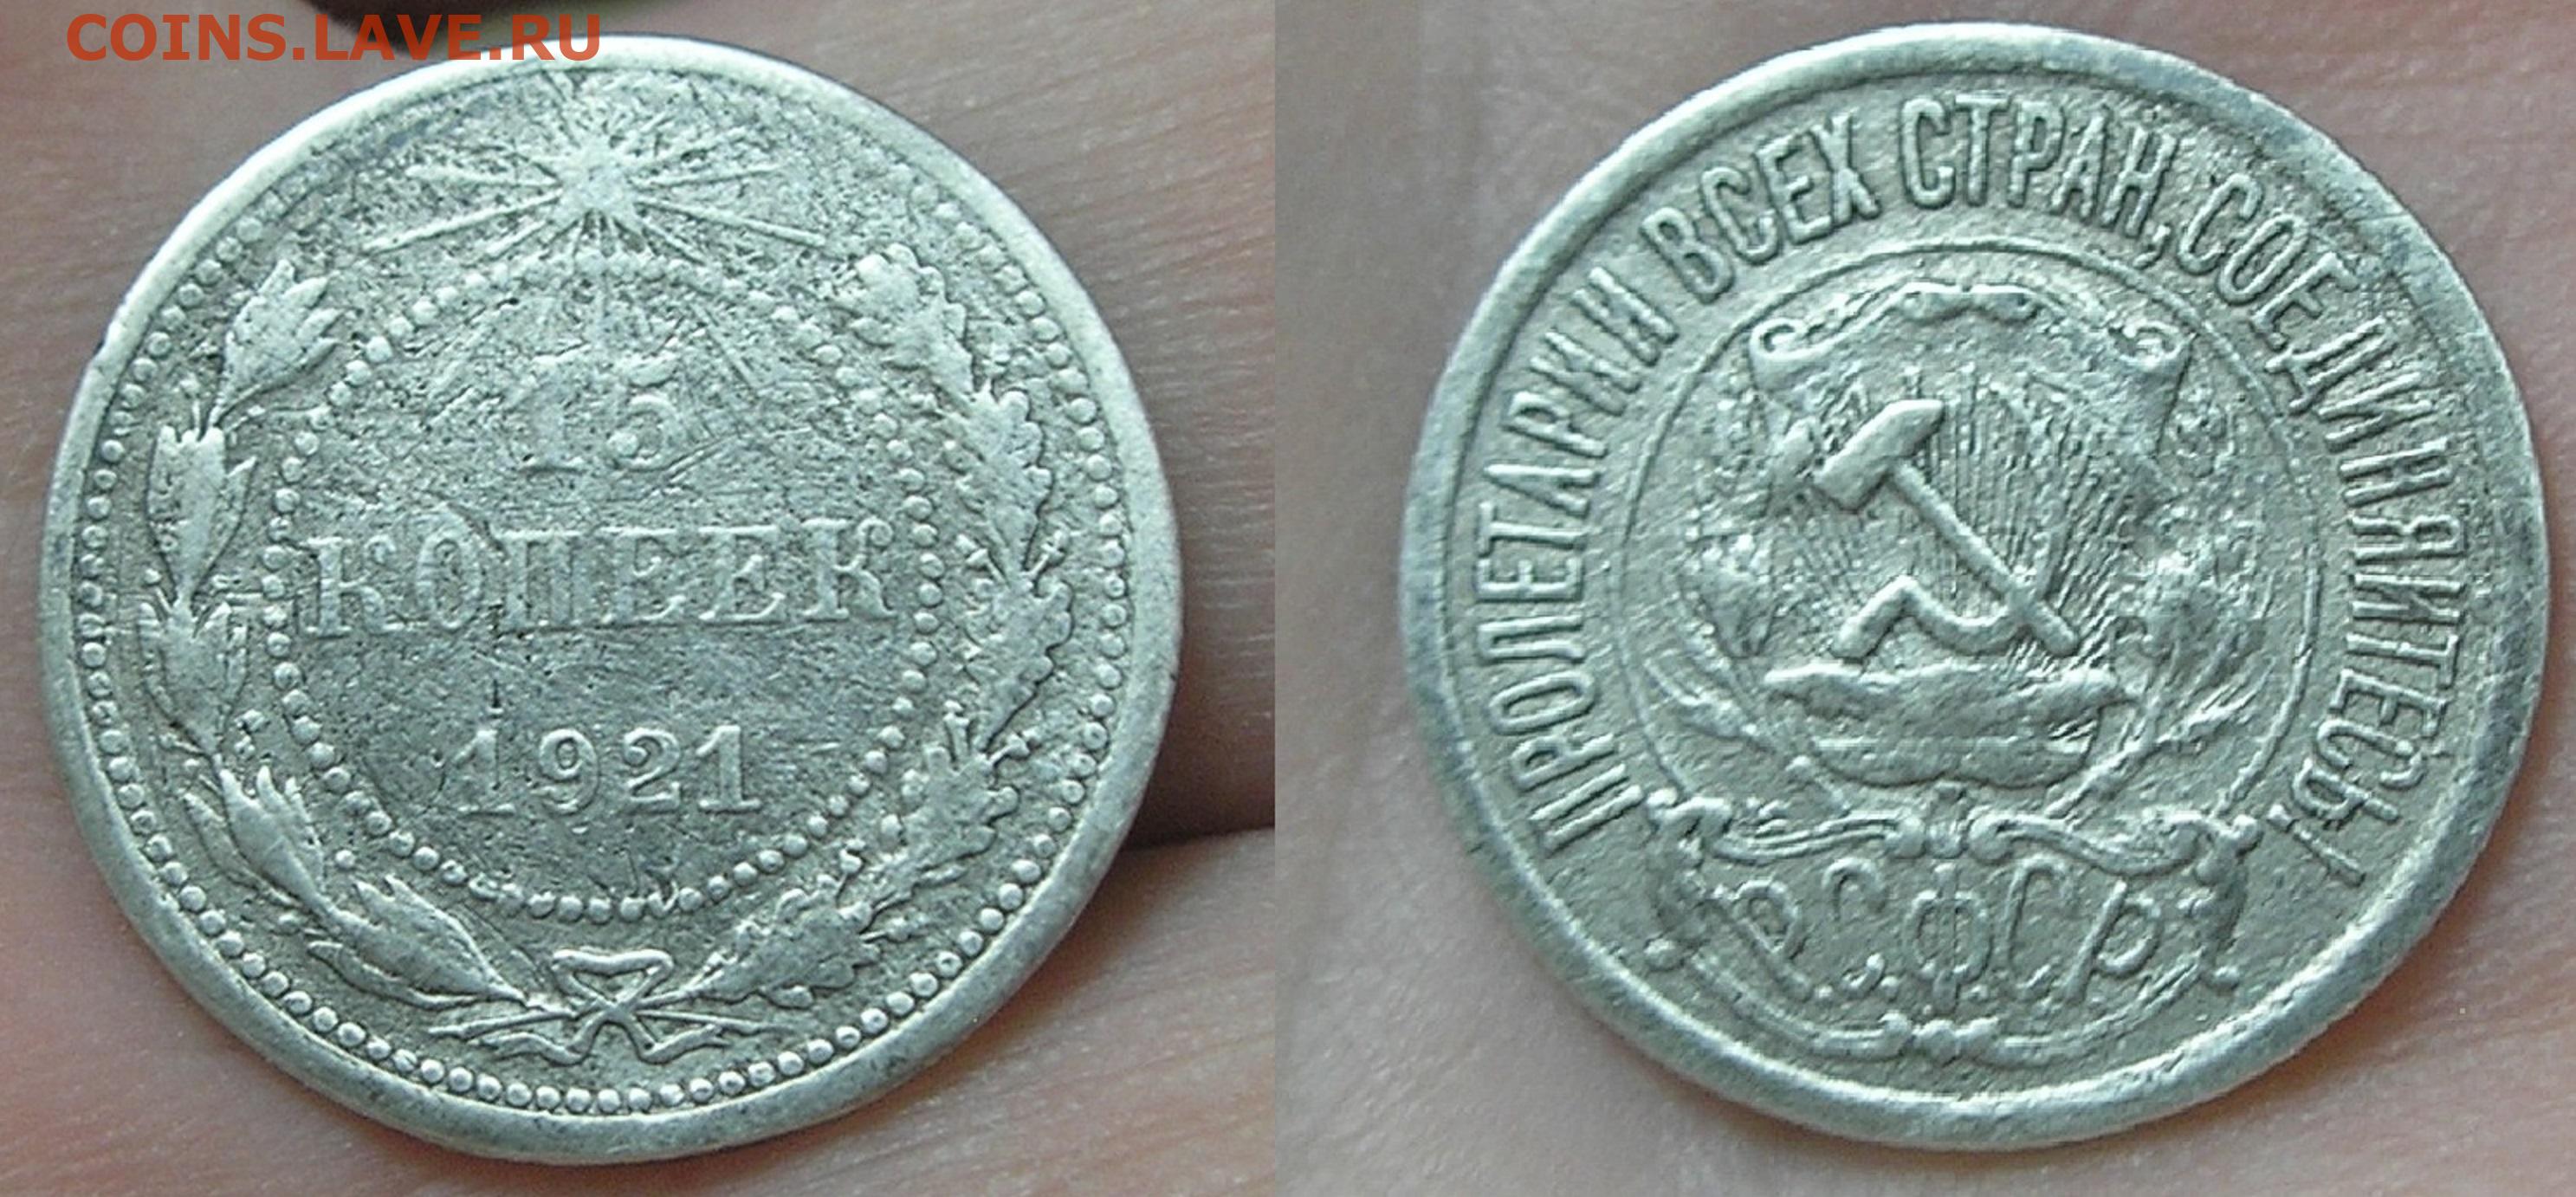 COINS.LAVE.RU
15
КОПЕЕК
1921
ПРОЛЕТАРИИ ВСЕХ СТРАН, СОЕДИНЯЙТЕСЬ!
Р.С.Ф.С.Р.